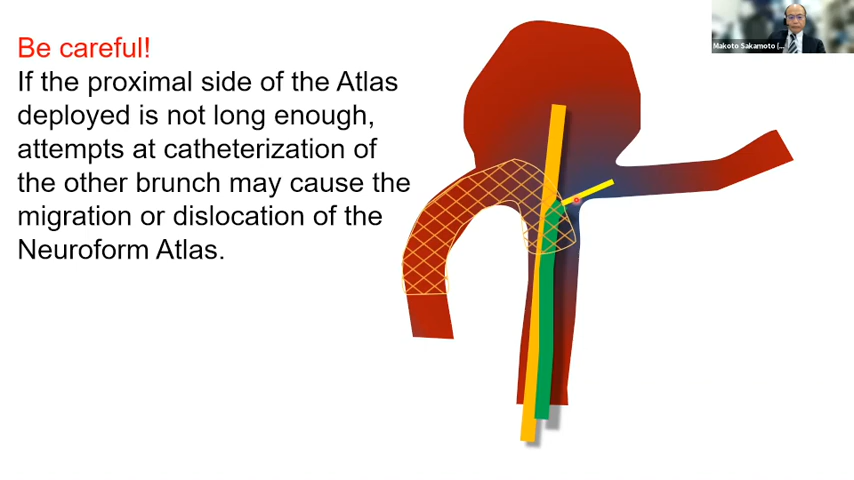 Be careful!
If the proximal side of the Atlas
deployed is not long enough,
attempts at catheterization of
the other brunch may cause the
migration or dislocation of the
Neuroform Atlas.
Makoto Sakamoto (...